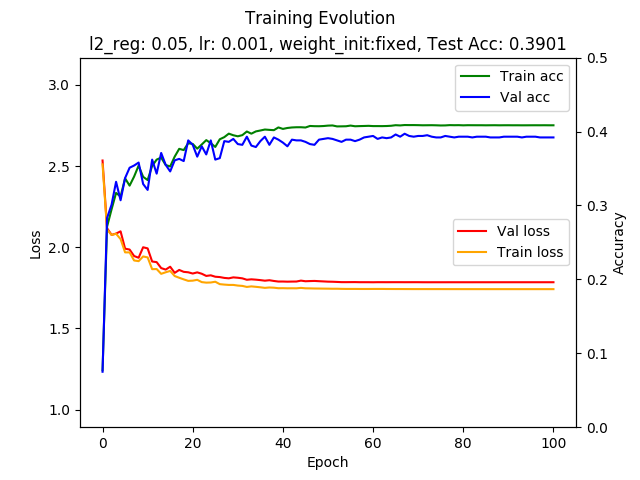 Training Evolution
l2_reg: 0.05, lr: 0.001, weight_init:fixed, Test Acc: 0.3901
Train acc
Val acc
Val loss
Train loss
3.0
2.5
2.0
1.5
1.0
Loss
0.5
0.4
0.3
0.2
0.1
0.0
Accuracy
0 20 40 60 80 100
Epoch